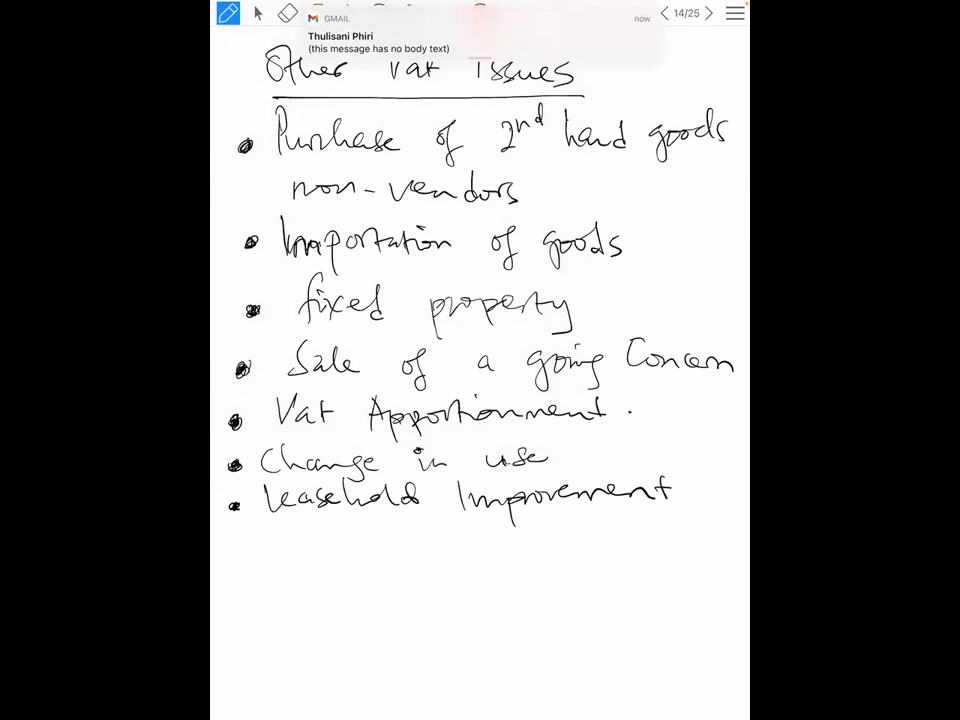 GMAIL
now
14/25
Thulisani Phiri
(this message has no body text)
Other Vat Issues
• Purchase of 2nd hand goods
non-vendors
• Importation of goods
• fixed property
• Sale of a going Concern
• Vat Apportionment.
• Change in use
• leasehold Improvement